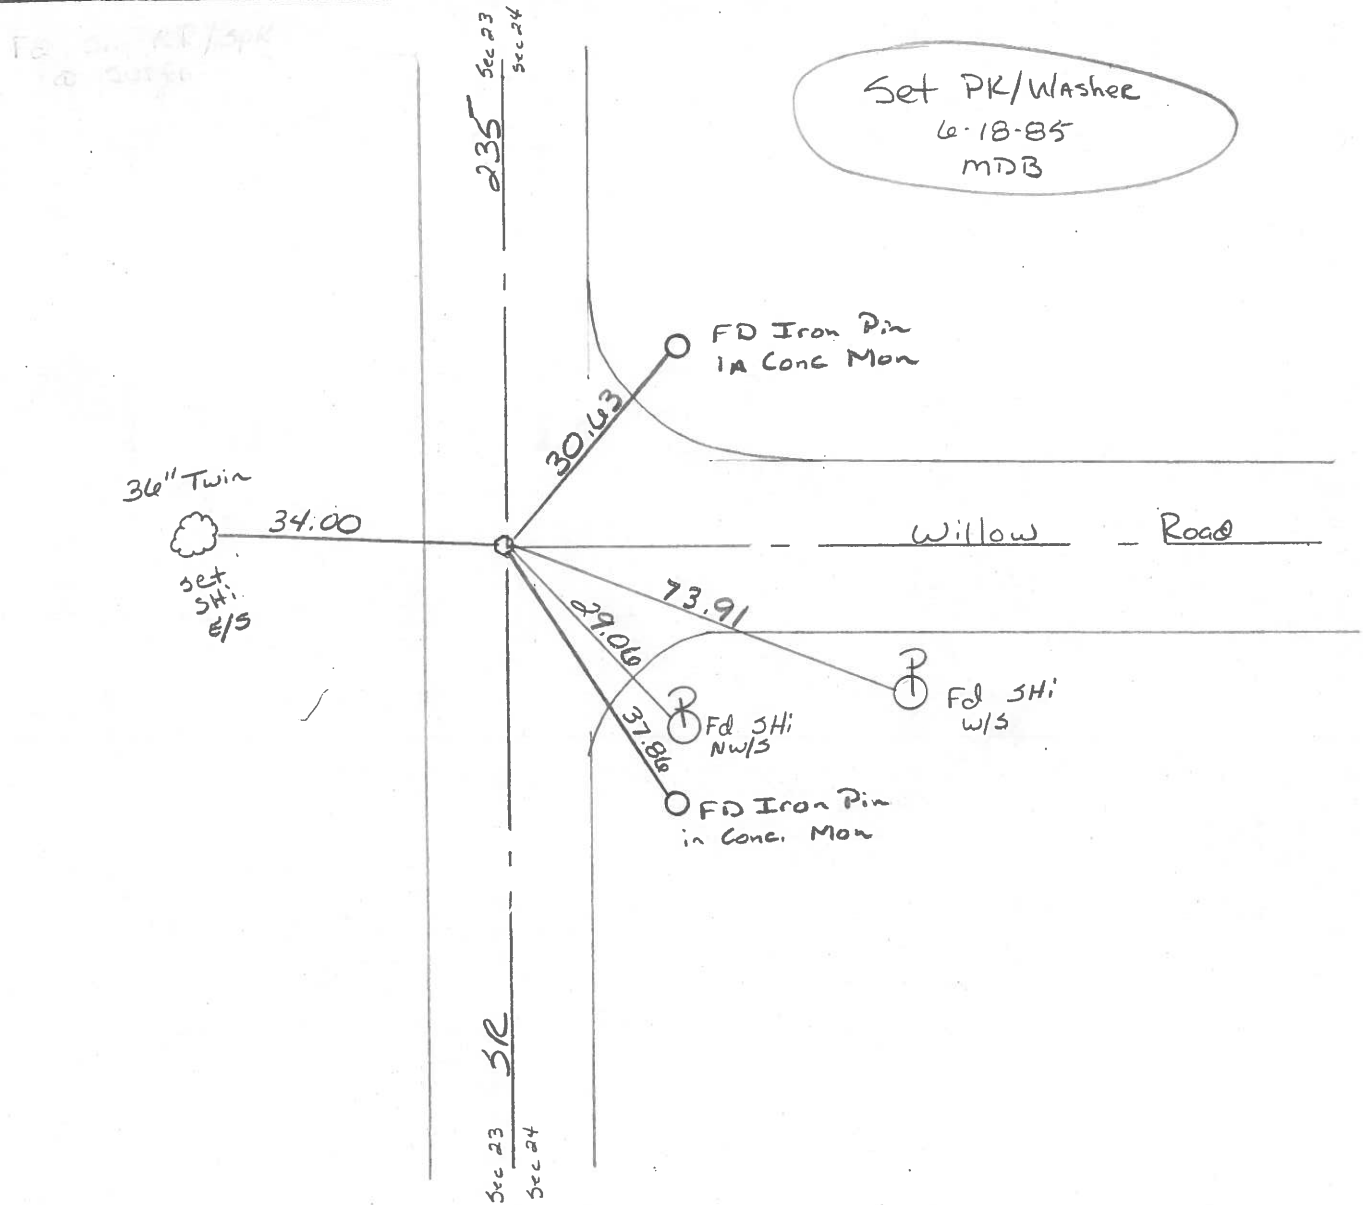 Sec 23
Sec 24
235
Set PK/Washer
6-18-85
MDB
FD Iron Pin
in Conc Mon
30.63
36" Twin
34.00
set
SHi
E/S
Willow Road
73.91
29.06
37.86
P
Fd SHi
W/S
P
Fd SHi
NW/S
FD Iron Pin
in Conc. Mon
SR
Sec 23
Sec 24